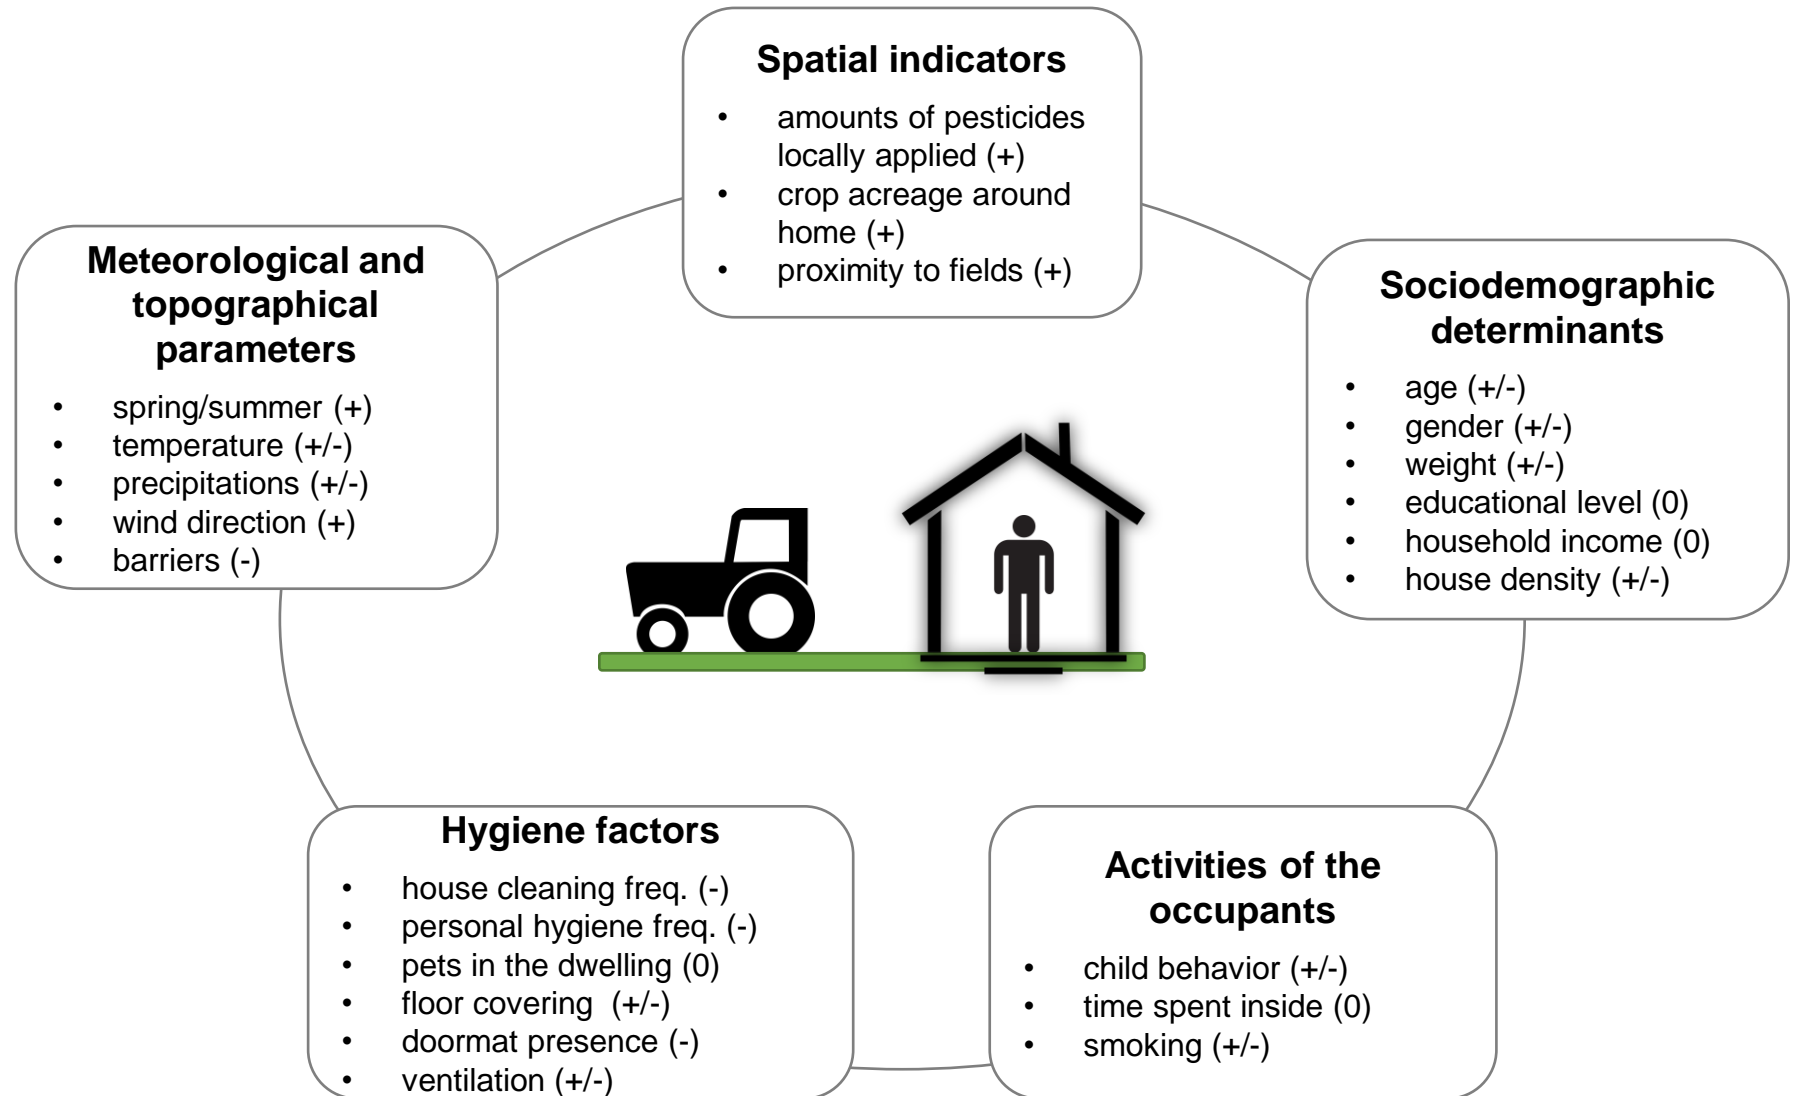 Spatial indicators
• amounts of pesticides
locally applied (+)
• crop acreage around
home (+)
• proximity to fields (+)
Meteorological and
topographical
parameters
• spring/summer (+)
• temperature (+/-)
• precipitations (+/-)
• wind direction (+)
• barriers (-)
Sociodemographic
determinants
• age (+/-)
• gender (+/-)
• weight (+/-)
• educational level (0)
• household income (0)
• house density (+/-)
Hygiene factors
• house cleaning freq. (-)
• personal hygiene freq. (-)
• pets in the dwelling (0)
• floor covering (+/-)
• doormat presence (-)
• ventilation (+/-)
Activities of the
occupants
• child behavior (+/-)
• time spent inside (0)
• smoking (+/-)